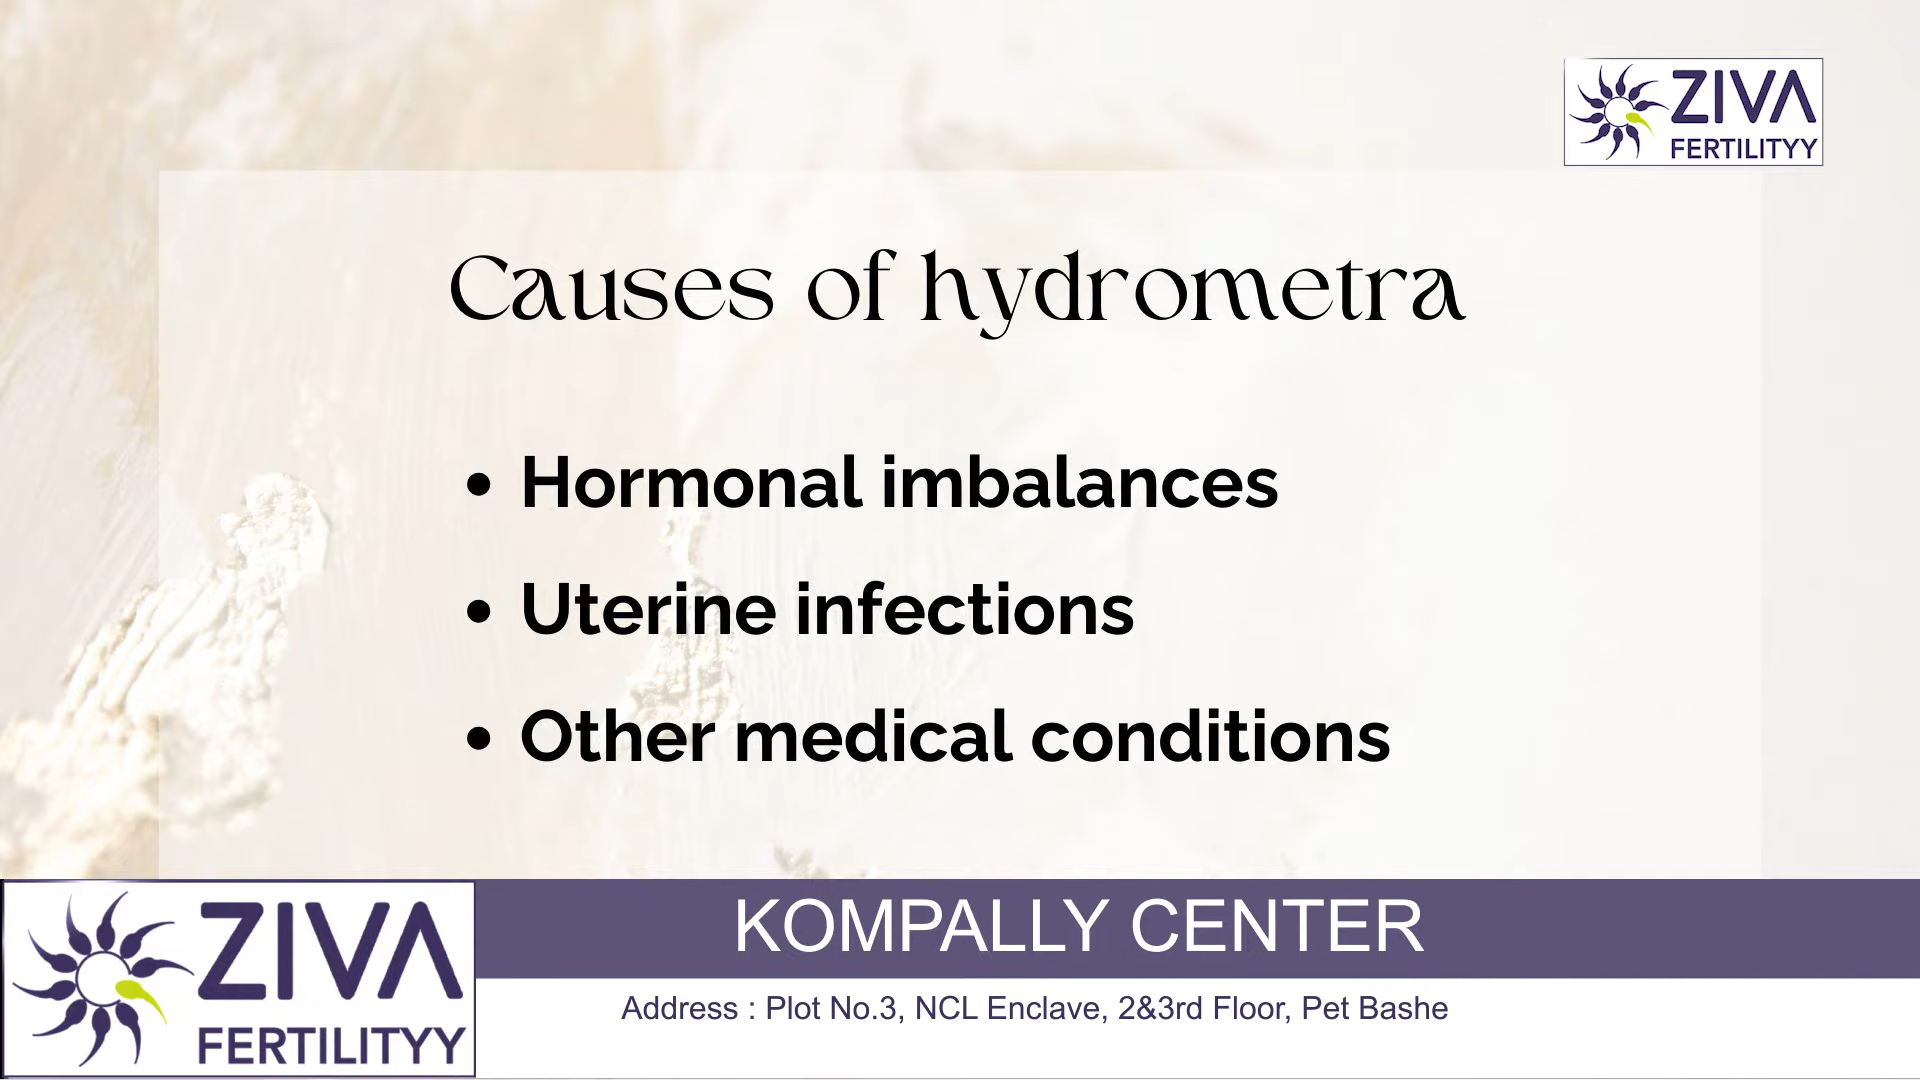 ZIVA
FERTILITYY
Causes of hydrometra
• Hormonal imbalances
• Uterine infections
• Other medical conditions
ZIVA
FERTILITYY
KOMPALLY CENTER
Address : Plot No.3, NCL Enclave, 2&3rd Floor, Pet Bashe